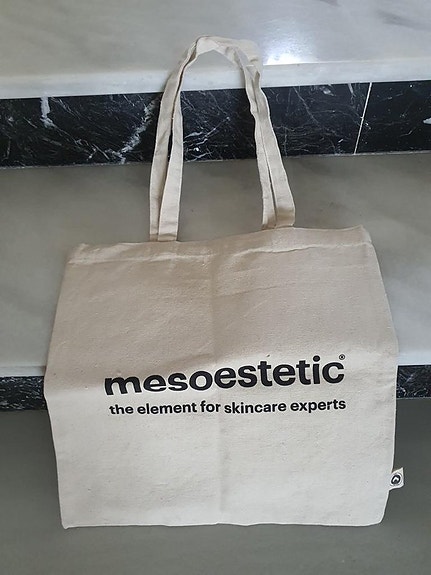 mesoestetic®
the element for skincare experts